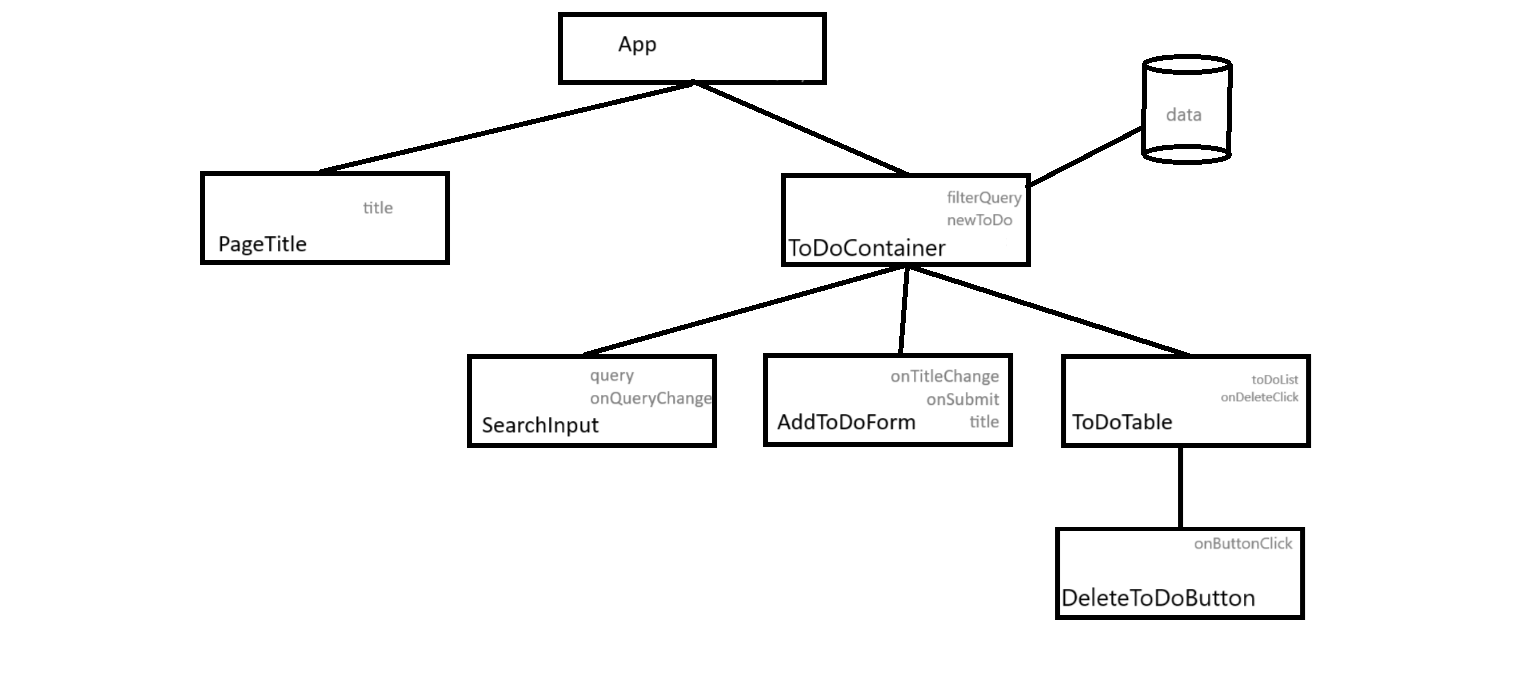 App
data
title
PageTitle
filterQuery
newToDo
ToDoContainer
query
onQueryChange
SearchInput
onTitleChange
onSubmit
title
AddToDoForm
toDoList
onDeleteClick
ToDoTable
onButtonClick
DeleteToDoButton